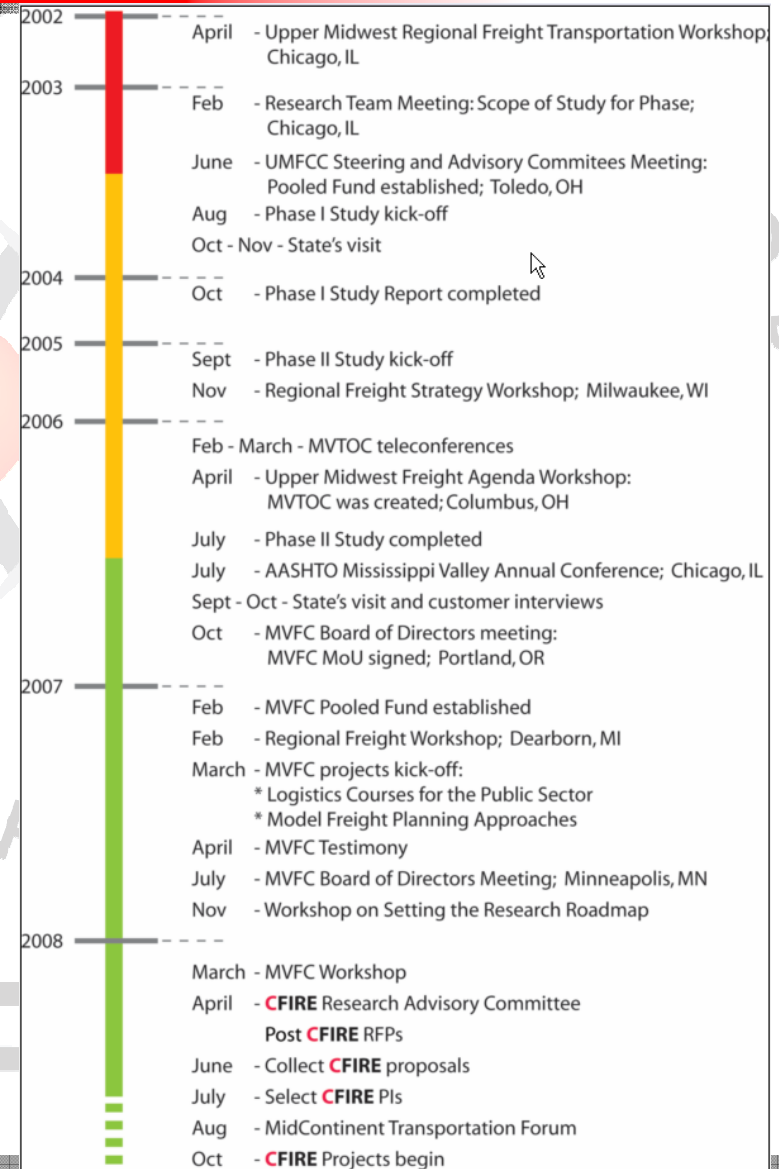 2002
April - Upper Midwest Regional Freight Transportation Workshop;
Chicago, IL
2003
Feb - Research Team Meeting: Scope of Study for Phase;
Chicago, IL
June - UMFCC Steering and Advisory Commitees Meeting:
Pooled Fund established; Toledo, OH
Aug - Phase I Study kick-off
Oct - Nov - State's visit
2004
Oct - Phase I Study Report completed
2005
Sept - Phase II Study kick-off
Nov - Regional Freight Strategy Workshop; Milwaukee, WI
2006
Feb - March - MVTOC teleconferences
April - Upper Midwest Freight Agenda Workshop:
MVTOC was created; Columbus, OH
July - Phase II Study completed
July - AASHTO Mississippi Valley Annual Conference; Chicago, IL
Sept - Oct - State's visit and customer interviews
Oct - MVFC Board of Directors meeting:
MVFC MoU signed; Portland, OR
2007
Feb - MVFC Pooled Fund established
Feb - Regional Freight Workshop; Dearborn, MI
March - MVFC projects kick-off:
* Logistics Courses for the Public Sector
* Model Freight Planning Approaches
April - MVFC Testimony
July - MVFC Board of Directors Meeting; Minneapolis, MN
Nov - Workshop on Setting the Research Roadmap
2008
March - MVFC Workshop
April - CFIRE Research Advisory Committee
Post CFIRE RFPs
June - Collect CFIRE proposals
July - Select CFIRE PIs
Aug - MidContinent Transportation Forum
Oct - CFIRE Projects begin